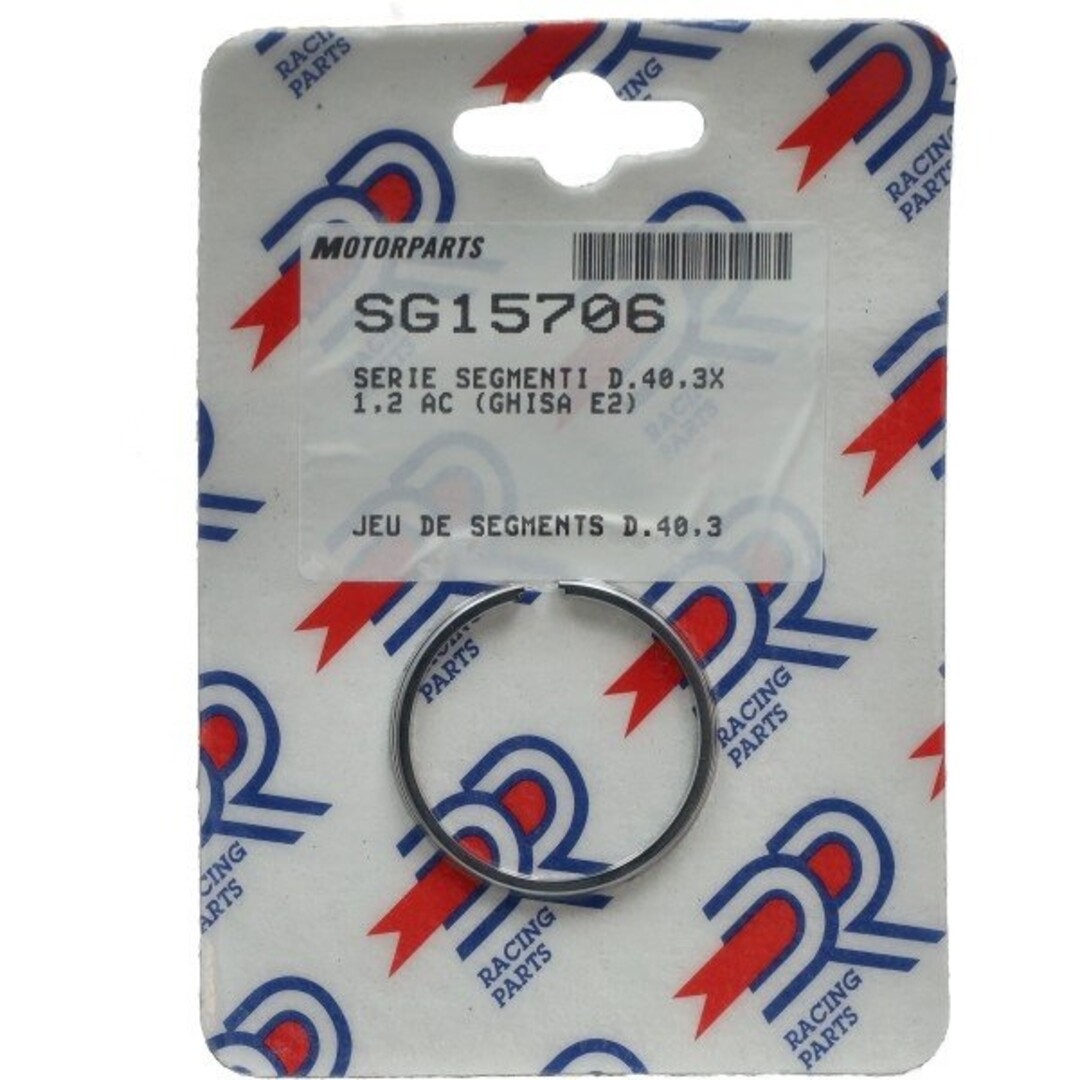 RACING
PARTS
RACING
PARTS
MOTORPARTS
SG15706
SERIE SEGMENTI D.40,3X
1,2 AC (GHISA E2)
JEU DE SEGMENTS D.40,3
PARTS
RACING
PARTS
RACING
PARTS
RACING
PARTS